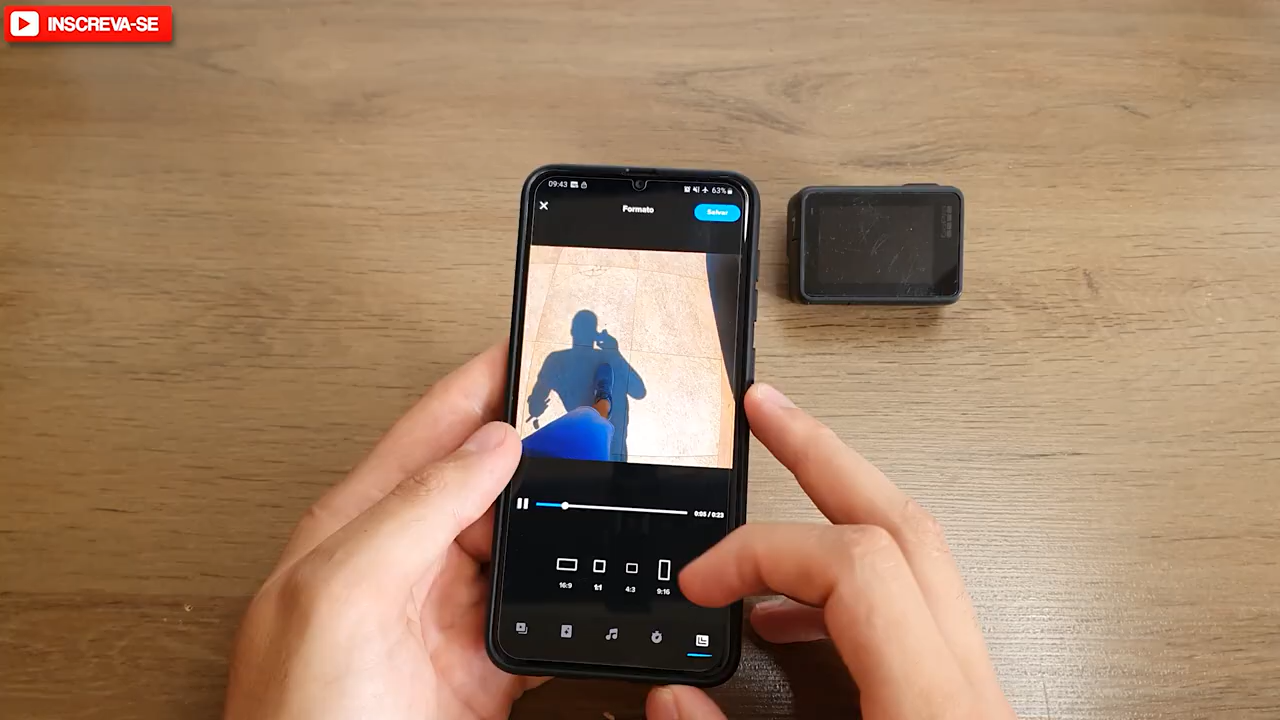 INSCREVA-SE
09:43
63%
Formato
Salvar
0:05 / 0:23
16:9
1:1
4:3
9:16